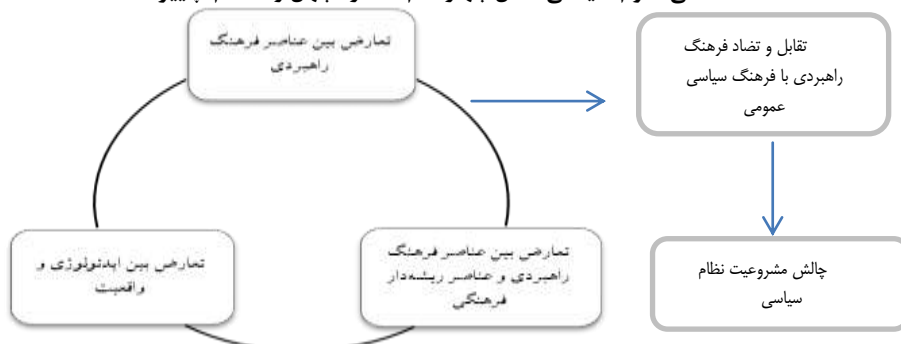 تعارض بین عناصر فرهنگ
راهبردی
تقابل و تضاد فرهنگ
راهبردی با فرهنگ سیاسی
عمومی
تعارض بین عناصر فرهنگ
راهبردی و عناصر ریشه‌دار
فرهنگی
تعارض بین ایدئولوژی و
واقعیت
چالش مشروعیت نظام
سیاسی